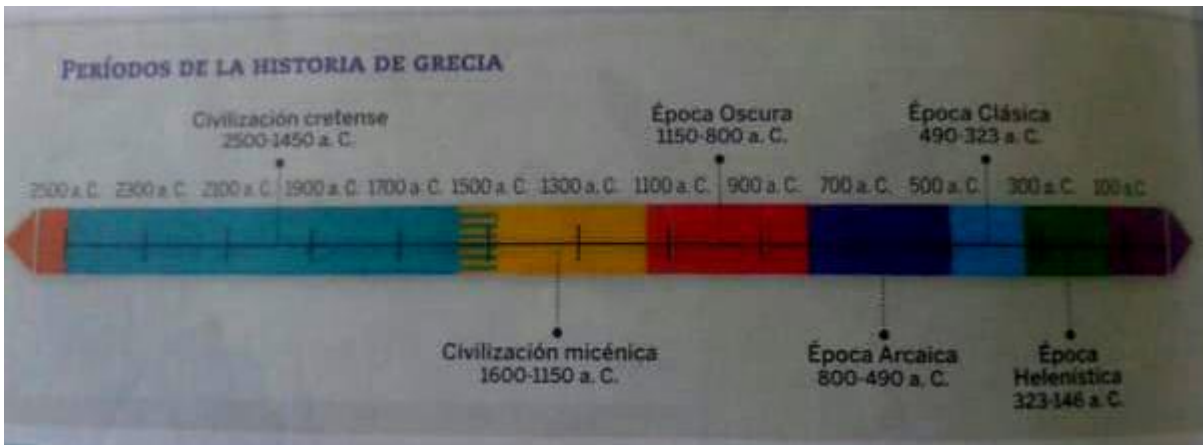 PERÍODOS DE LA HISTORIA DE GRECIA
Civilización cretense
2500-1450 a. C.
Época Oscura
1150-800 a. C.
Época Clásica
490-323 a. C.
2500 a. C. 2300 a. C. 2100 a. C. 1900 a. C. 1700 a. C. 1500 a. C. 1300 a. C. 1100 a. C. 900 a. C. 700 a. C. 500 a. C. 300 a. C. 100 a. C.
Civilización micénica
1600-1150 a. C.
Época Arcaica
800-490 a. C.
Época
Helenística
323-146 a. C.